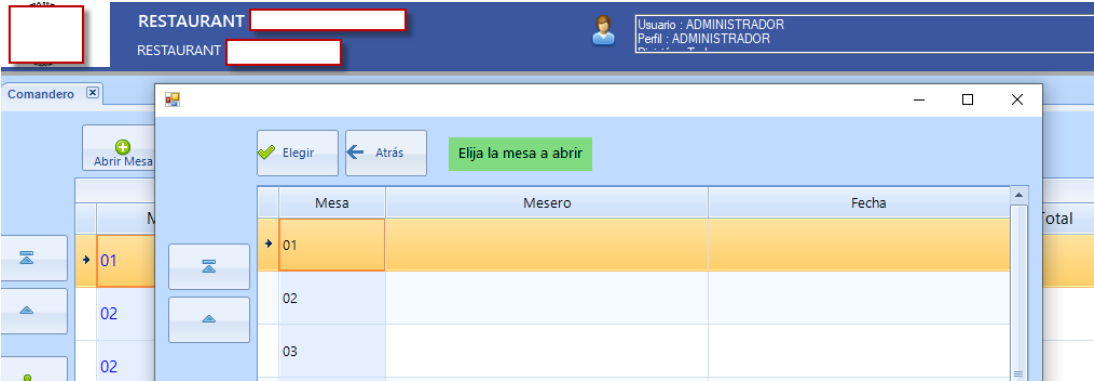 RESTAURANT
RESTAURANT
Usuario : ADMINISTRADOR
Perfil : ADMINISTRADOR
Comandero
Abrir Mesa
Elegir
Atrás
Elija la mesa a abrir
Mesa Mesero Fecha
01
02
03
M
Total
01
02
02